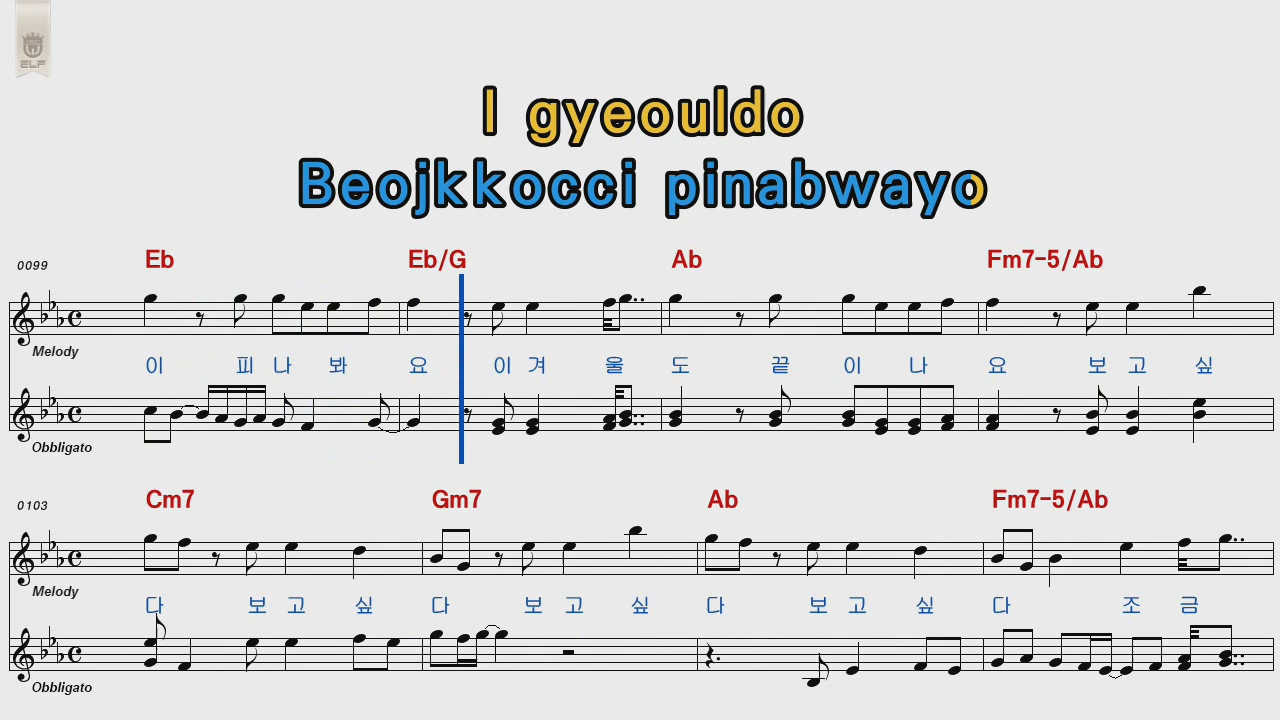 ELF
I gyeouldo
Beojkkocci pinabwayo
Eb Eb/G Ab Fm7-5/Ab
0099
Melody
이 피 나 봐 요 이 겨 울 도 끝 이 나 요 보 고 싶
Obbligato
Cm7 Gm7 Ab Fm7-5/Ab
0103
Melody
다 보 고 싶 다 보 고 싶 다 보 고 싶 다 조 금
Obbligato